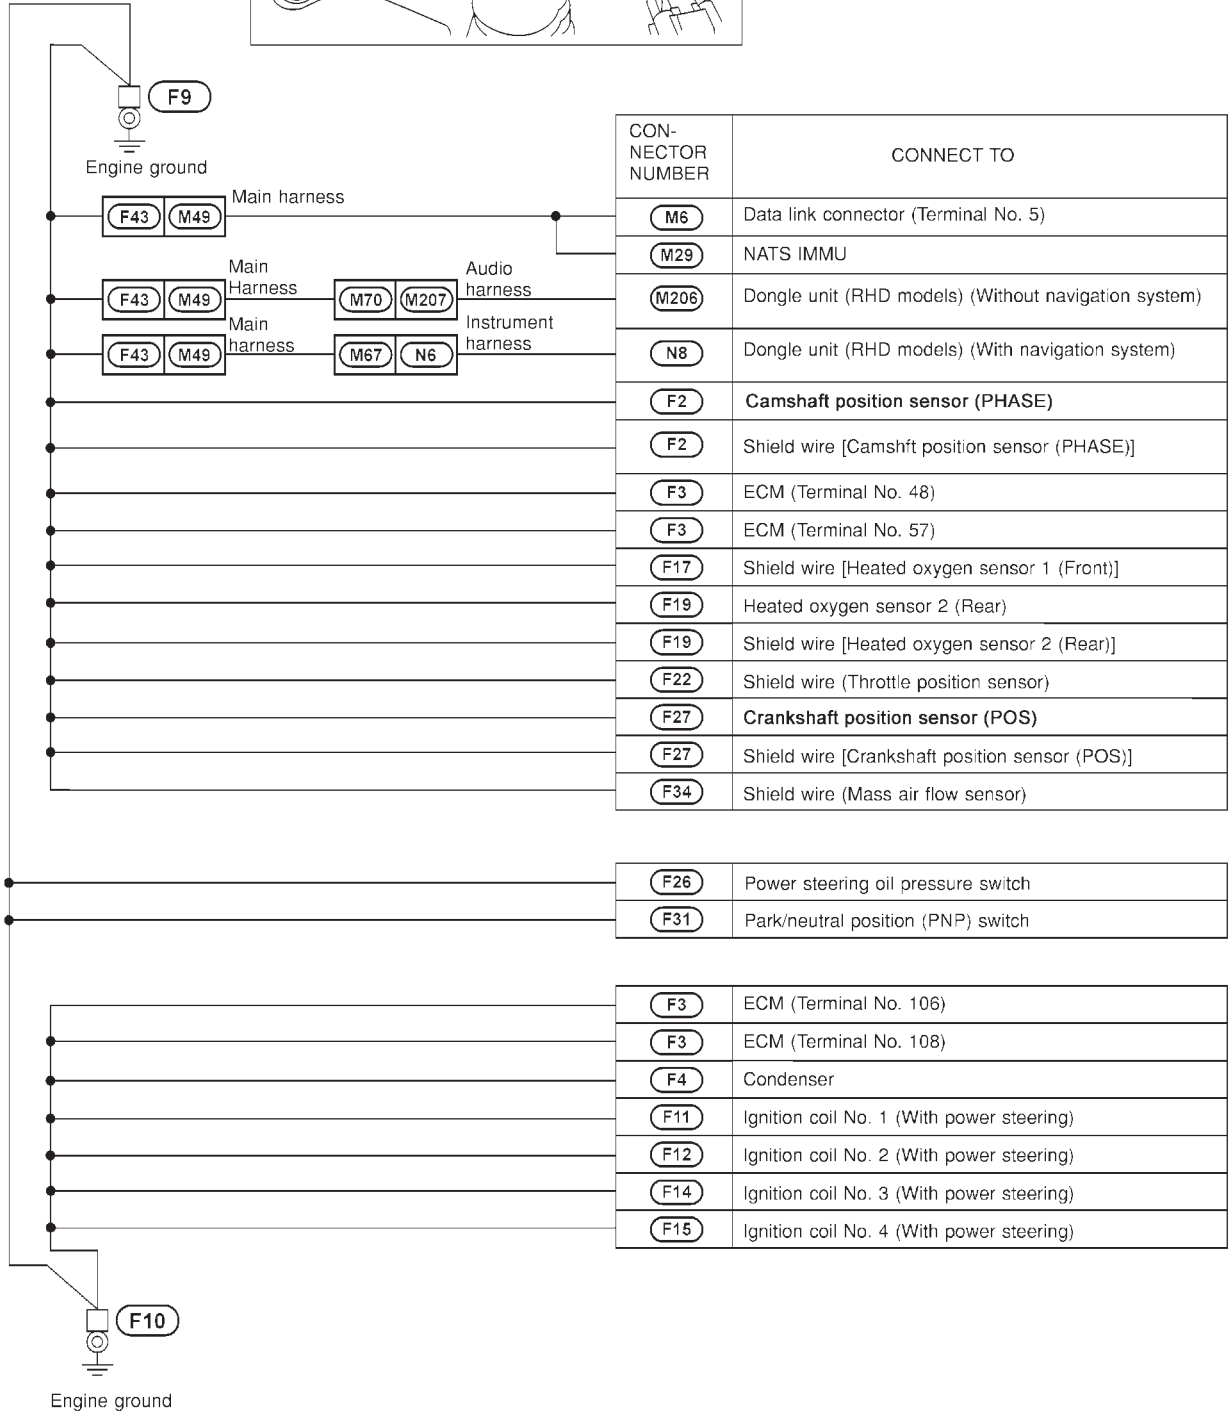 F9
Engine ground
CON-
NECTOR
NUMBER
CONNECT TO
F43 M49 Main harness
M6 Data link connector (Terminal No. 5)
M29 NATS IMMU
F43 M49 Main
Harness
M70 M207 Audio
harness
M206 Dongle unit (RHD models) (Without navigation system)
F43 M49 Main
harness
M67 N6 Instrument
harness
N8 Dongle unit (RHD models) (With navigation system)
F2 Camshaft position sensor (PHASE)
F2 Shield wire [Camshft position sensor (PHASE)]
F3 ECM (Terminal No. 48)
F3 ECM (Terminal No. 57)
F17 Shield wire [Heated oxygen sensor 1 (Front)]
F19 Heated oxygen sensor 2 (Rear)
F19 Shield wire [Heated oxygen sensor 2 (Rear)]
F22 Shield wire (Throttle position sensor)
F27 Crankshaft position sensor (POS)
F27 Shield wire [Crankshaft position sensor (POS)]
F34 Shield wire (Mass air flow sensor)
F26 Power steering oil pressure switch
F31 Park/neutral position (PNP) switch
F3 ECM (Terminal No. 106)
F3 ECM (Terminal No. 108)
F4 Condenser
F11 Ignition coil No. 1 (With power steering)
F12 Ignition coil No. 2 (With power steering)
F14 Ignition coil No. 3 (With power steering)
F15 Ignition coil No. 4 (With power steering)
F10
Engine ground